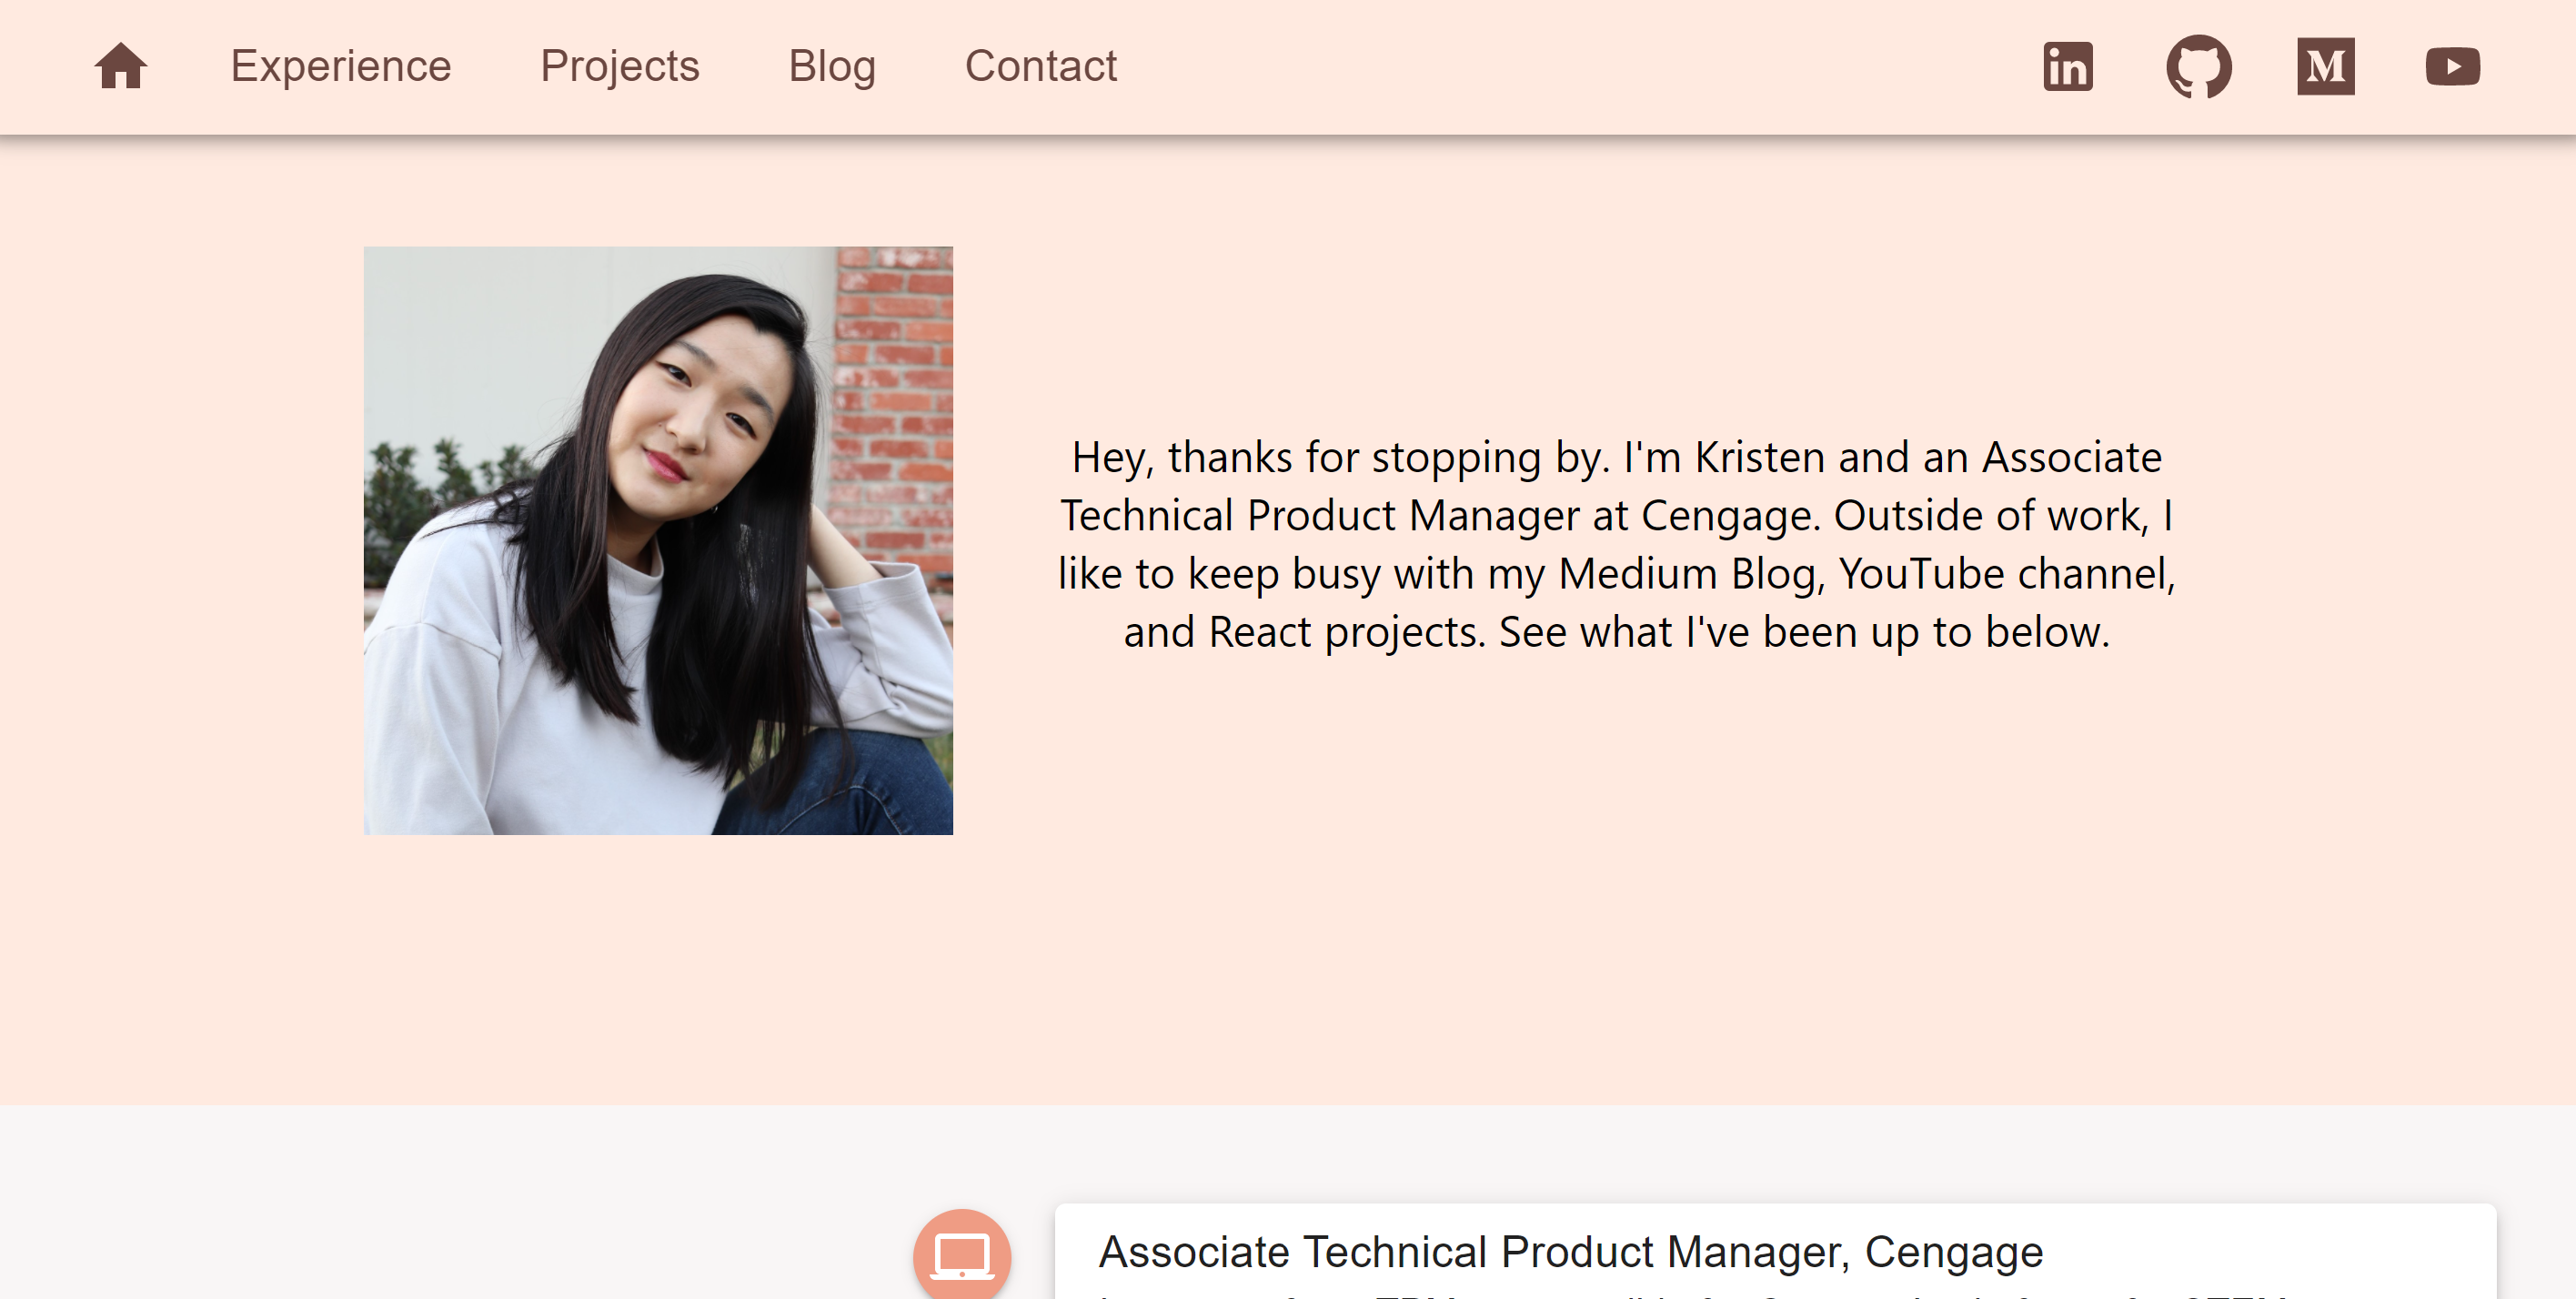 Experience Projects Blog Contact
Hey, thanks for stopping by. I'm Kristen and an Associate
Technical Product Manager at Cengage. Outside of work, I
like to keep busy with my Medium Blog, YouTube channel,
and React projects. See what I've been up to below.
Associate Technical Product Manager, Cengage